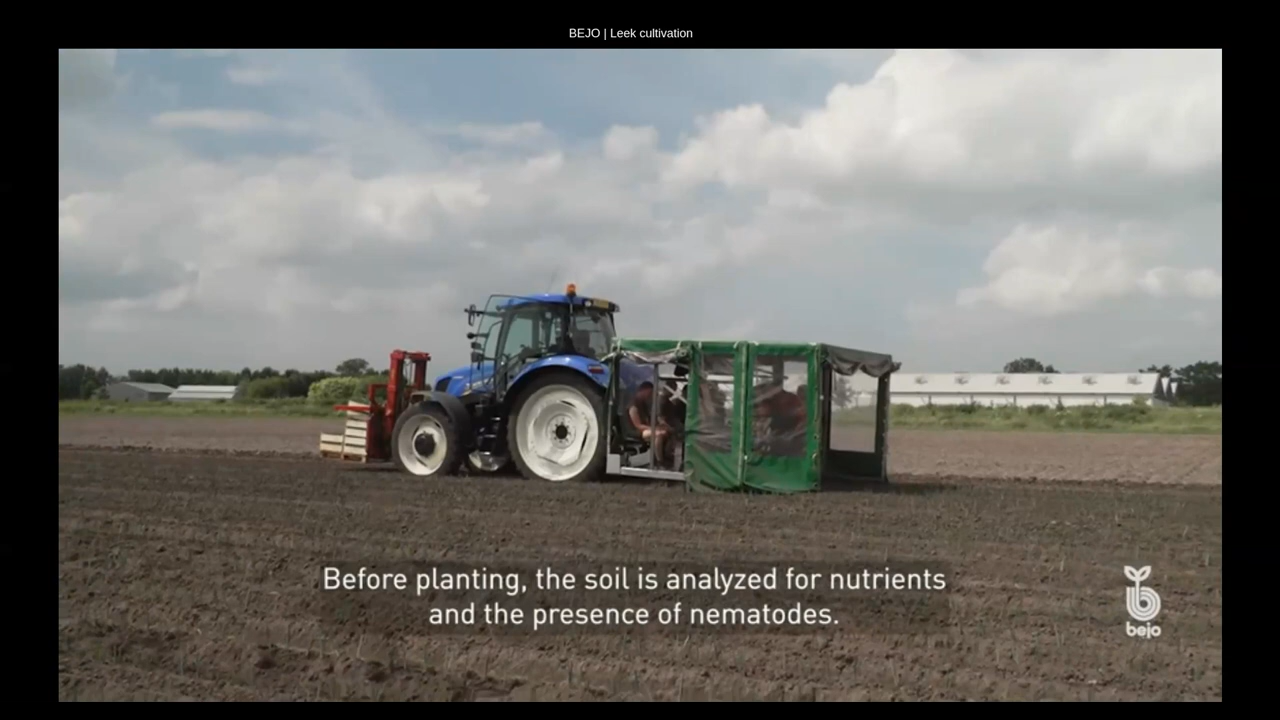 BEJO | Leek cultivation
Before planting, the soil is analyzed for nutrients
and the presence of nematodes.
bejo